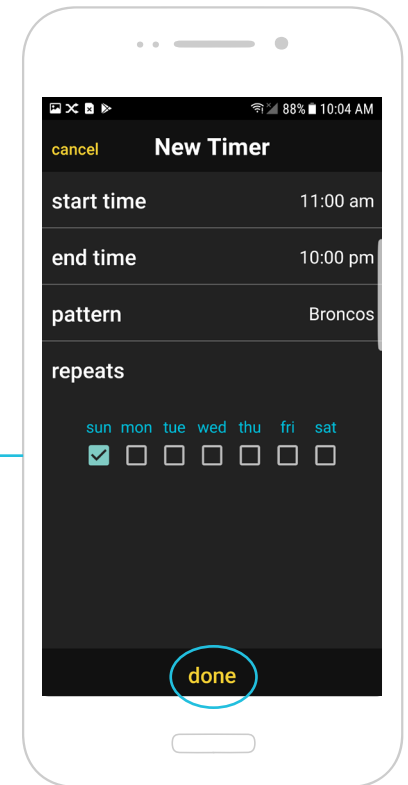 88% 10:04 AM
cancel New Timer
start time 11:00 am
end time 10:00 pm
pattern Broncos
repeats
sun mon tue wed thu fri sat
done